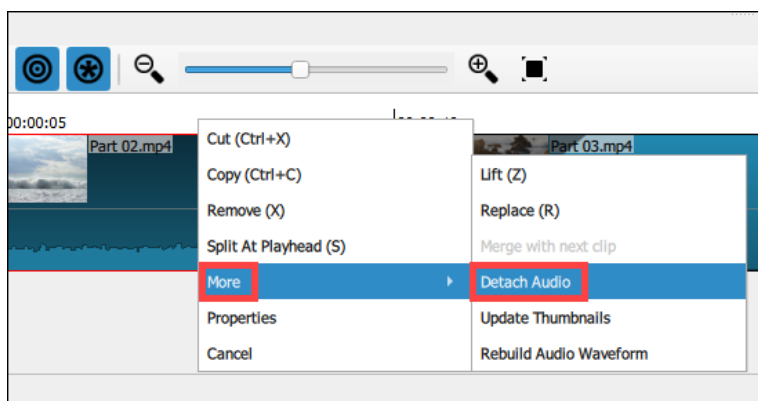 00:00:05
Part 02.mp4
Part 03.mp4
Cut (Ctrl+X)
Copy (Ctrl+C)
Remove (X)
Split At Playhead (S)
More
Properties
Cancel
Lift (Z)
Replace (R)
Merge with next clip
Detach Audio
Update Thumbnails
Rebuild Audio Waveform